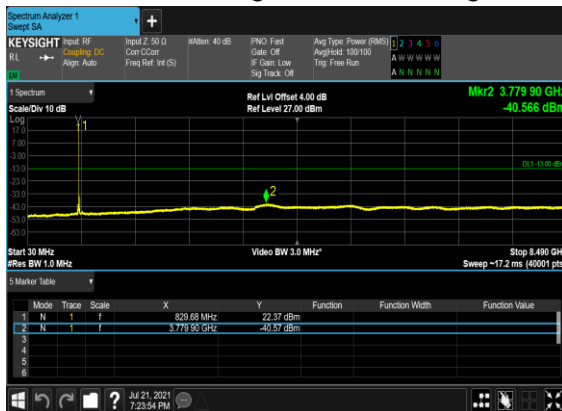 Spectrum Analyzer 1
Swept SA
+
KEYSIGHT Input: RF Input Z: 50 Ω #Atten: 40 dB PNO: Fast Avg Type: Power (RMS) 1 2 3 4 5 6
RL Coupling: DC Corr CCorr Gate: Off Avg|Hold: 100/100 A W W W W W
Align: Auto Freq Ref: Int (S) IF Gain: Low Trig: Free Run
Sig Track: Off A N N N N N
1 Spectrum Ref Lvl Offset 4.00 dB Mkr2 3.779 90 GHz
Scale/Div 10 dB Ref Level 27.00 dBm -40.566 dBm
Log
17.0
7.00
-3.00
-13.0
-23.0
-33.0
-43.0
-53.0
-63.0
1
DL1 -13.00 dBm
2
Start 30 MHz Video BW 3.0 MHz* Stop 8.490 GHz
#Res BW 1.0 MHz Sweep ~17.2 ms (40001 pts)
5 Marker Table
Mode Trace Scale X Y Function Function Width Function Value
1 N 1 f 829.68 MHz 22.37 dBm
2 N 1 f 3.779 90 GHz -40.57 dBm
3
4
5
6
? Jul 21, 2021
7:23:54 PM